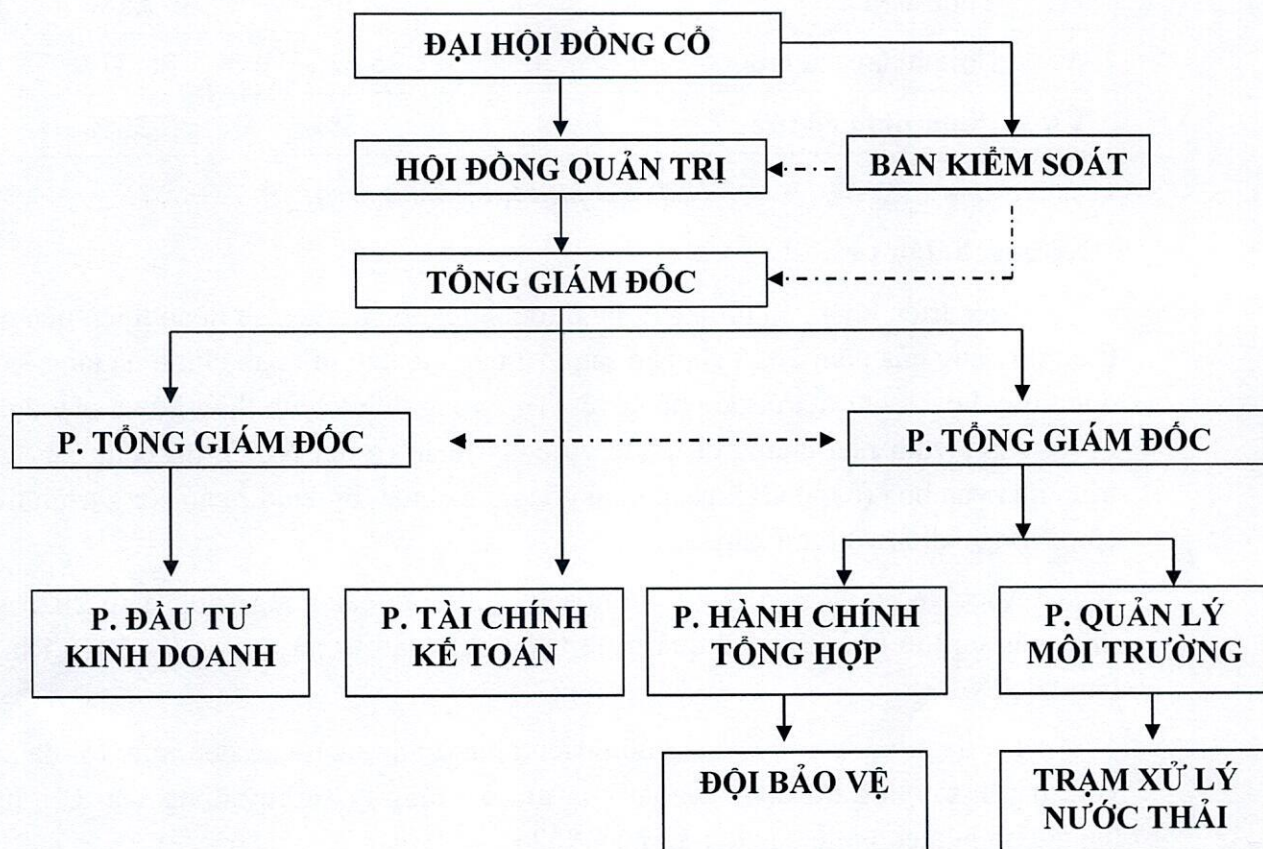 ĐẠI HỘI ĐỒNG CỔ
HỘI ĐỒNG QUẢN TRỊ
BAN KIỂM SOÁT
TỔNG GIÁM ĐỐC
P. TỔNG GIÁM ĐỐC
P. TỔNG GIÁM ĐỐC
P. ĐẦU TƯ
KINH DOANH
P. TÀI CHÍNH
KẾ TOÁN
P. HÀNH CHÍNH
TỔNG HỢP
P. QUẢN LÝ
MÔI TRƯỜNG
ĐỘI BẢO VỆ
TRẠM XỬ LÝ
NƯỚC THẢI